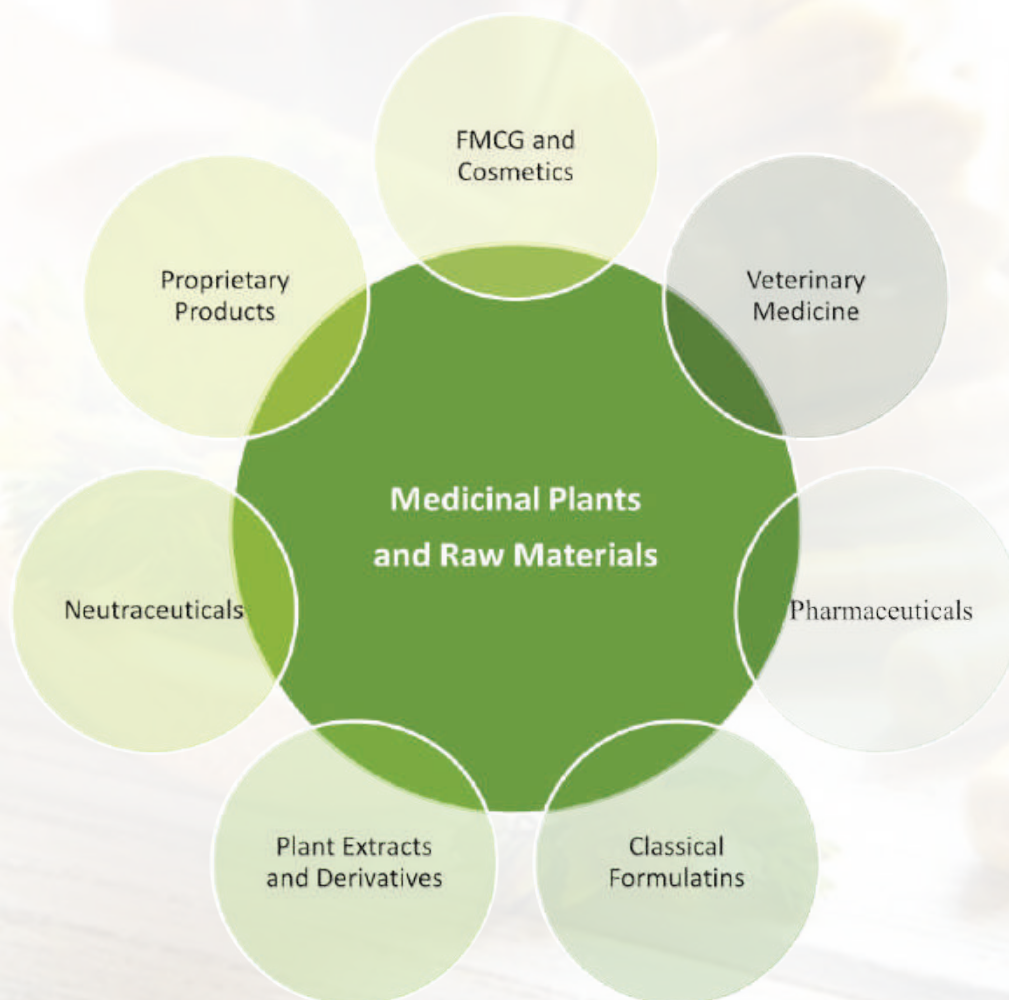 FMCG and
Cosmetics
Veterinary
Medicine
Pharmaceuticals
Classical
Formulatins
Plant Extracts
and Derivatives
Neutraceuticals
Proprietary
Products
Medicinal Plants
and Raw Materials